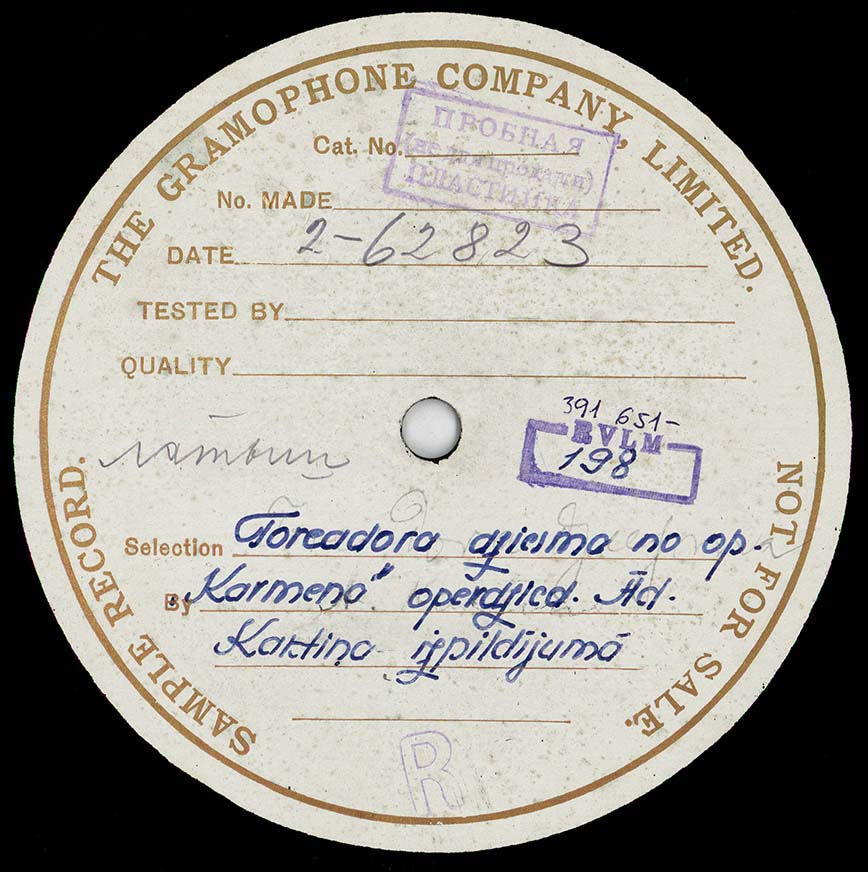 THE GRAMOPHONE COMPANY, LIMITED.
ПРОБНАЯ
(не для продажи)
ПЛАСТИНКА
Cat. No.
No. MADE
DATE 2-62823
TESTED BY
QUALITY
391 651-
RVLM
198
Selection Toreadora dziesma no op.
By „Karmena" operdzied. Ād.
Kaktiņa izpildījumā
R
SAMPLE RECORD.
NOT FOR SALE.